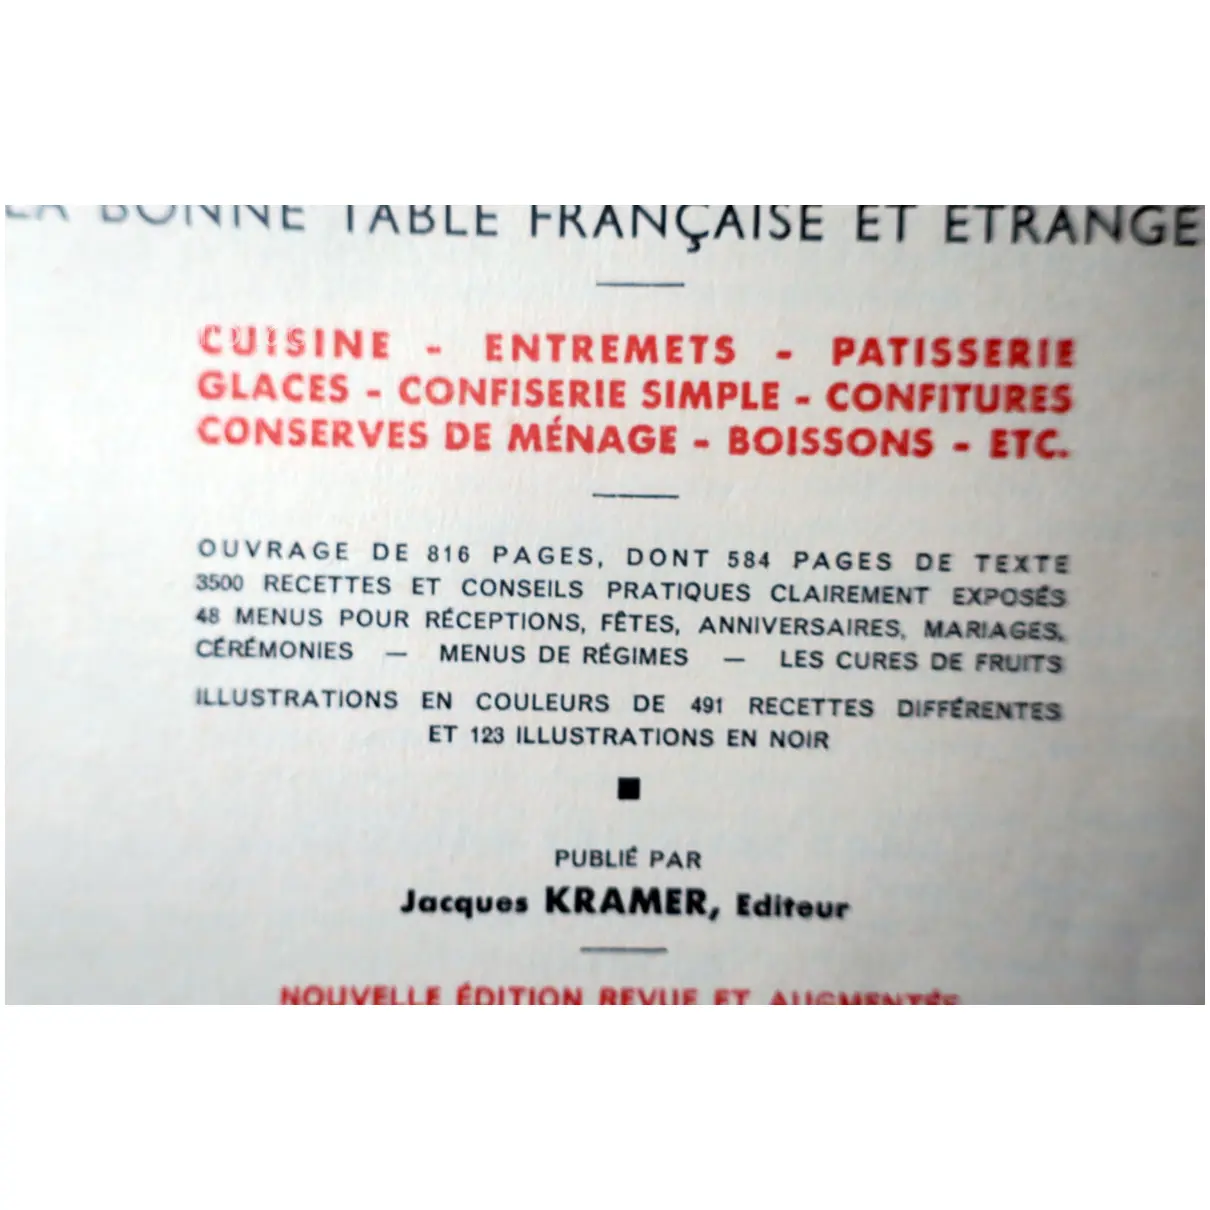 LA BONNE TABLE FRANÇAISE ET ETRANGE
CUISINE - ENTREMETS - PATISSERIE
GLACES - CONFISERIE SIMPLE - CONFITURES
CONSERVES DE MÉNAGE - BOISSONS - ETC.
OUVRAGE DE 816 PAGES, DONT 584 PAGES DE TEXTE
3500 RECETTES ET CONSEILS PRATIQUES CLAIREMENT EXPOSÉS
48 MENUS POUR RÉCEPTIONS, FÊTES, ANNIVERSAIRES, MARIAGES,
CÉRÉMONIES — MENUS DE RÉGIMES — LES CURES DE FRUITS
ILLUSTRATIONS EN COULEURS DE 491 RECETTES DIFFÉRENTES
ET 123 ILLUSTRATIONS EN NOIR
PUBLIÉ PAR
Jacques KRAMER, Editeur
NOUVELLE ÉDITION REVUE ET AUGMENTÉE